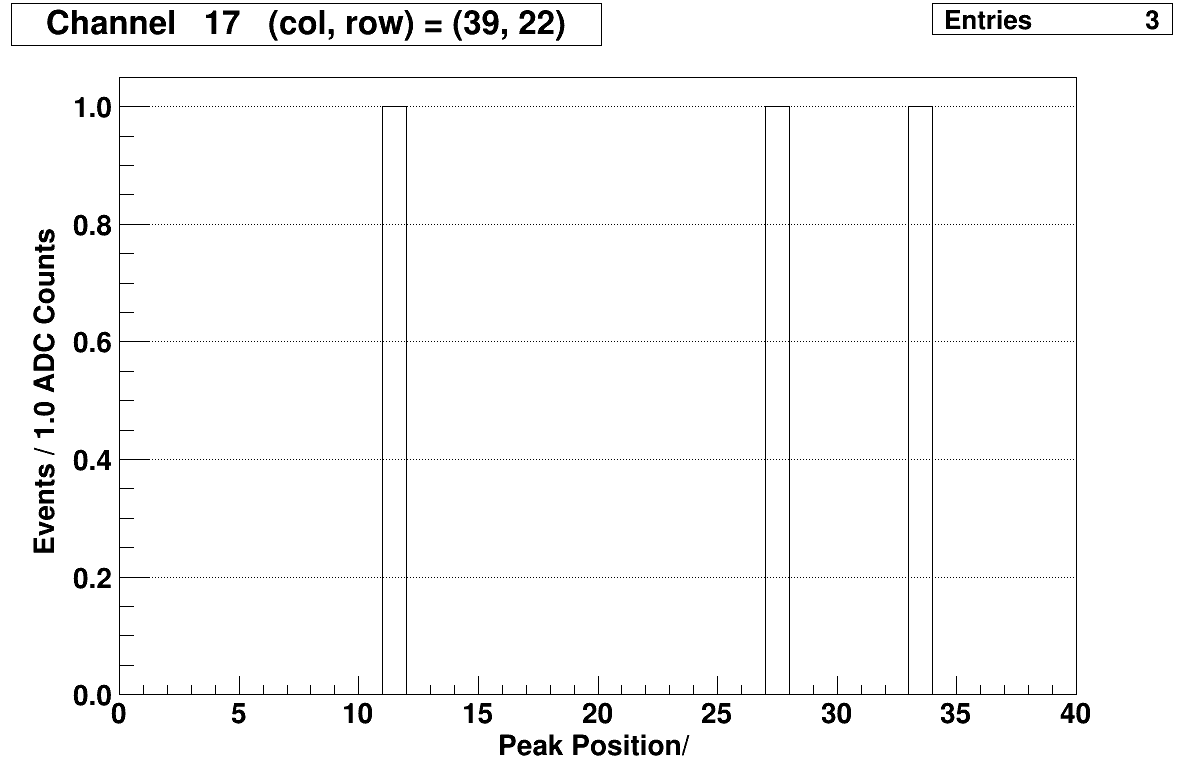 Channel 17 (col, row) = (39, 22)
Entries 3
1.0
0.8
0.6
0.4
0.2
0.0
Events / 1.0 ADC Counts
0 5 10 15 20 25 30 35 40
Peak Position/